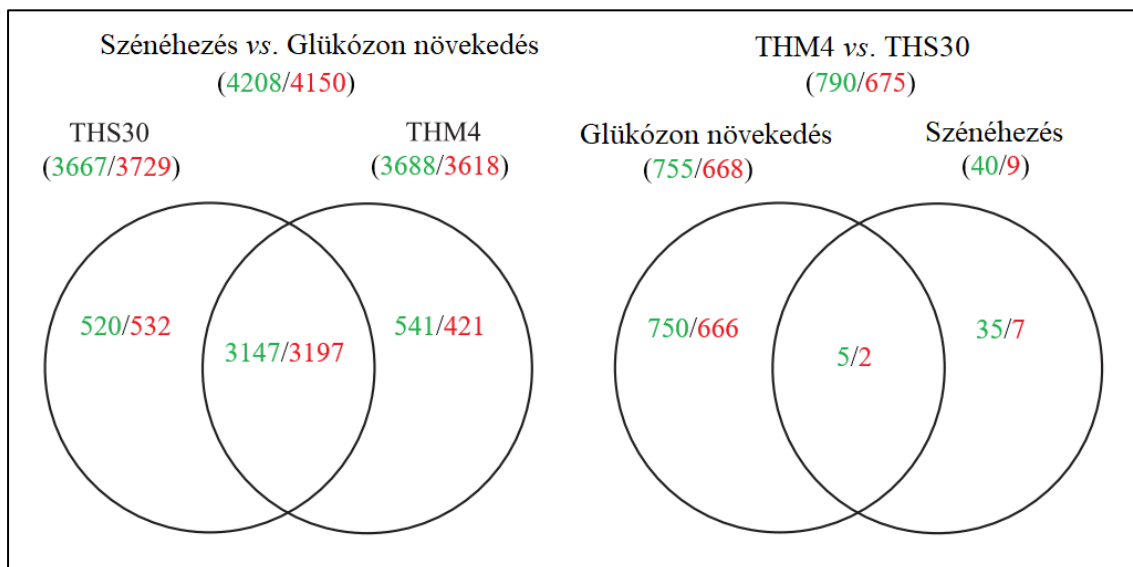 Szénéhezés vs. Glükózon növekedés
(4208/4150)
THS30
(3667/3729)
THM4
(3688/3618)
520/532
3147/3197
541/421
THM4 vs. THS30
(790/675)
Glükózon növekedés
(755/668)
Szénéhezés
(40/9)
750/666
5/2
35/7